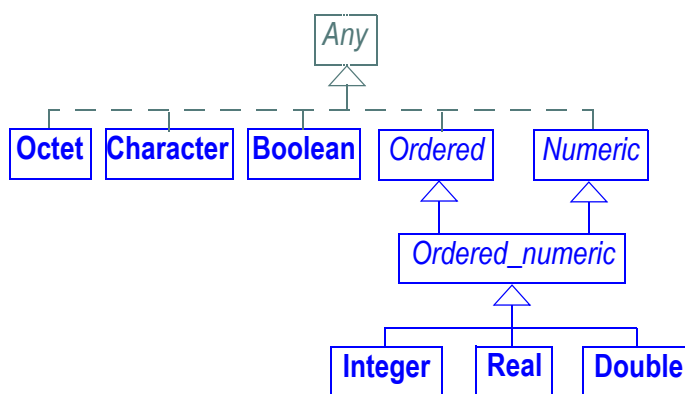 Any
Octet Character Boolean Ordered Numeric
Ordered_numeric
Integer Real Double